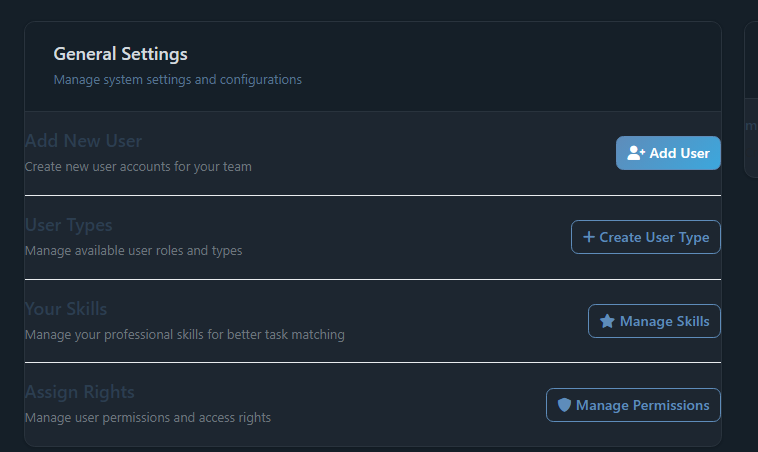 General Settings
Manage system settings and configurations
Add New User
Create new user accounts for your team
Add User
User Types
Manage available user roles and types
Create User Type
Your Skills
Manage your professional skills for better task matching
Manage Skills
Assign Rights
Manage user permissions and access rights
Manage Permissions